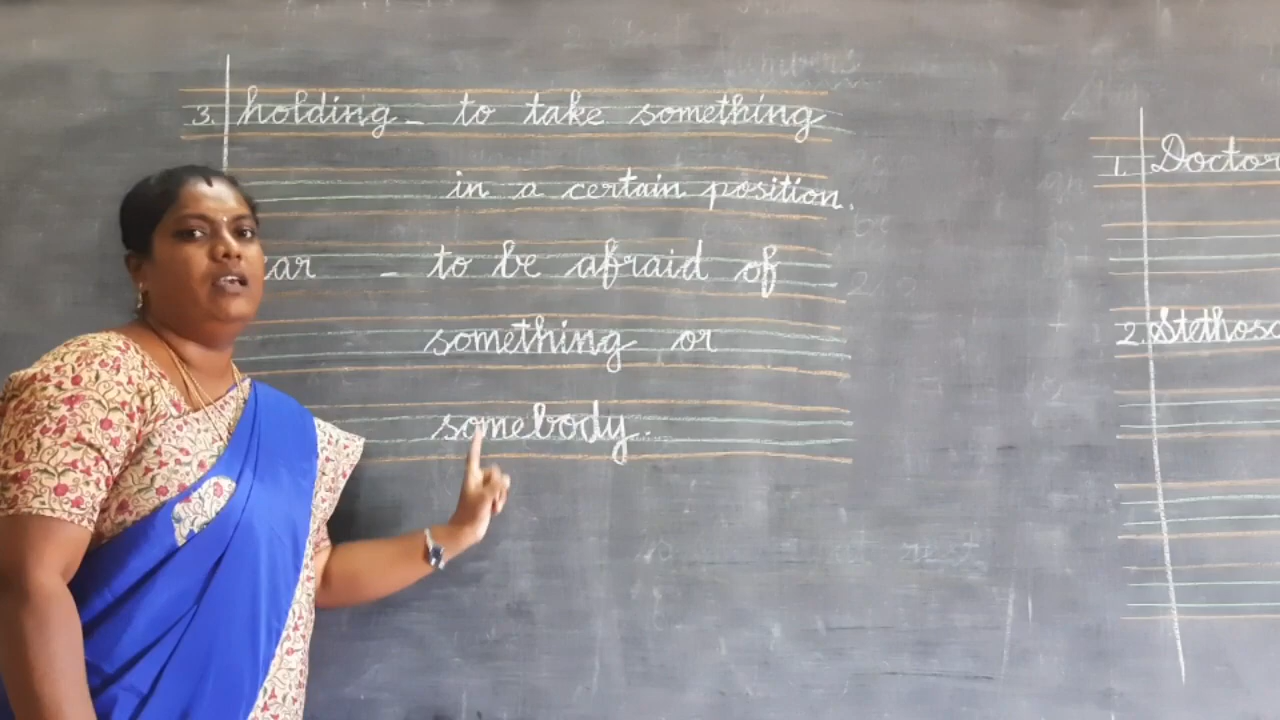 3. holding - to take something
in a certain position.
ear - to be afraid of
something or
somebody.
1. Doctor
2. Stethosc